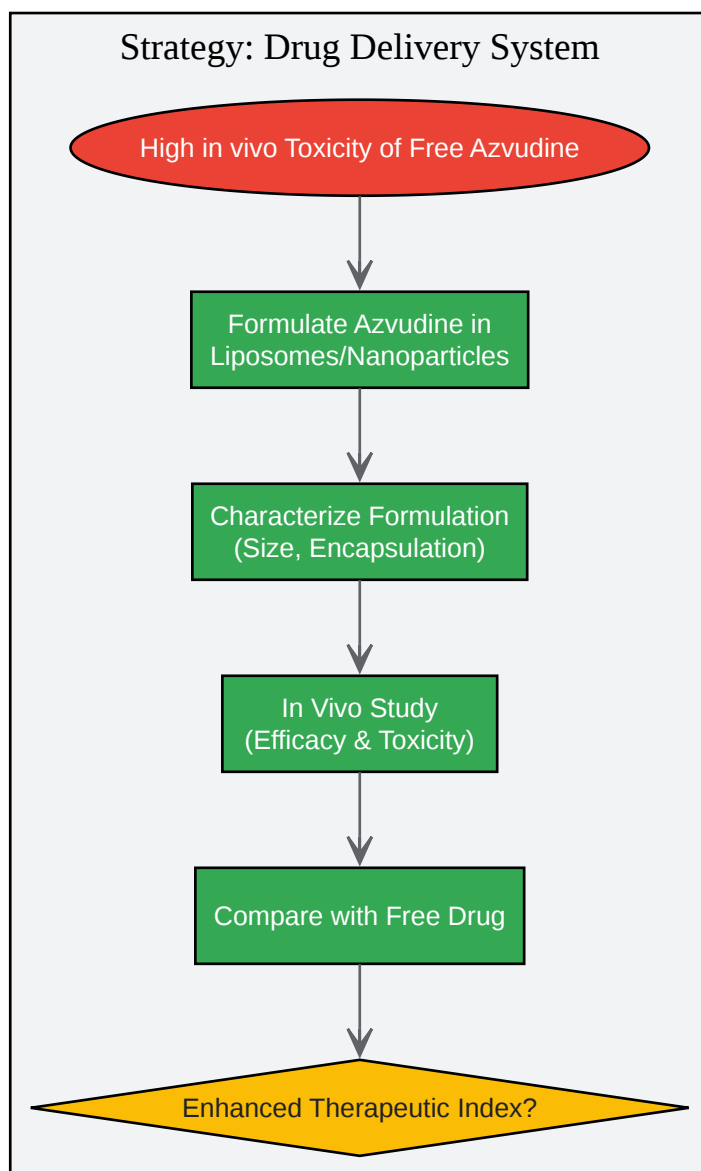 Strategy: Drug Delivery System
High in vivo Toxicity of Free Azvudine
Formulate Azvudine in
Liposomes/Nanoparticles
Characterize Formulation
(Size, Encapsulation)
In Vivo Study
(Efficacy & Toxicity)
Compare with Free Drug
Enhanced Therapeutic Index?